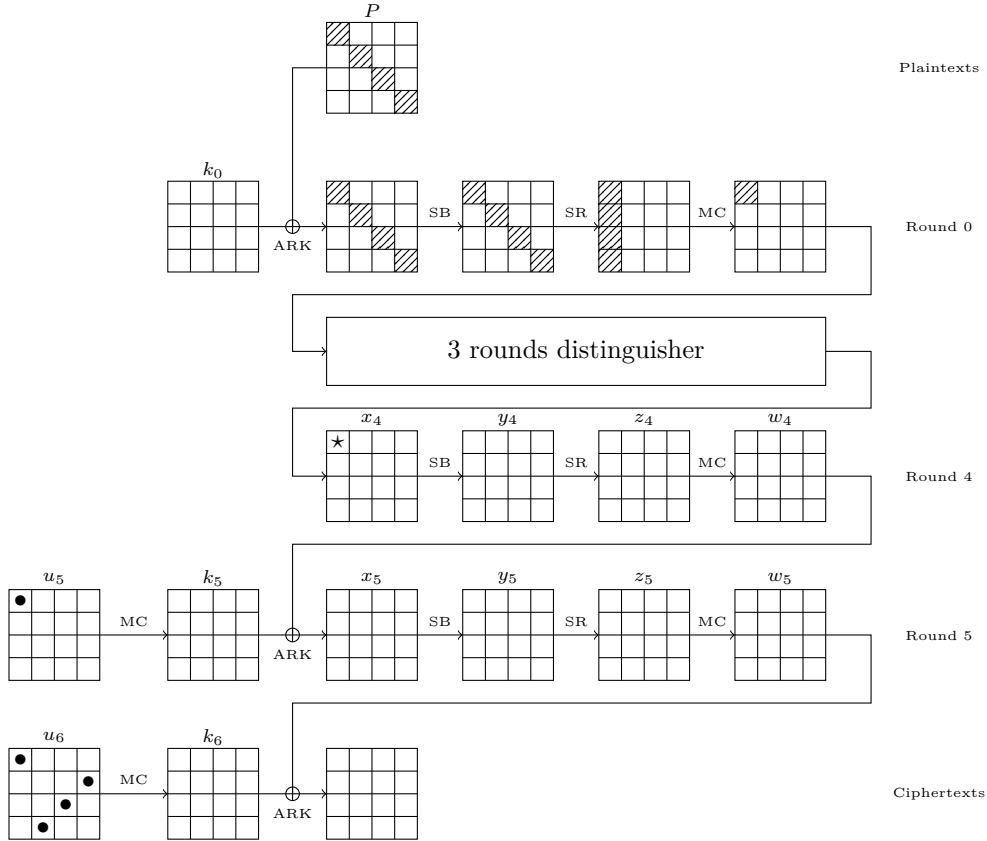 P
Plaintexts
k₀
ARK
SB
SR
MC
Round 0
3 rounds distinguisher
x₄
y₄
z₄
w₄
⋆
SB
SR
MC
Round 4
u₅
k₅
x₅
y₅
z₅
w₅
MC
ARK
SB
SR
MC
Round 5
u₆
k₆
MC
ARK
Ciphertexts